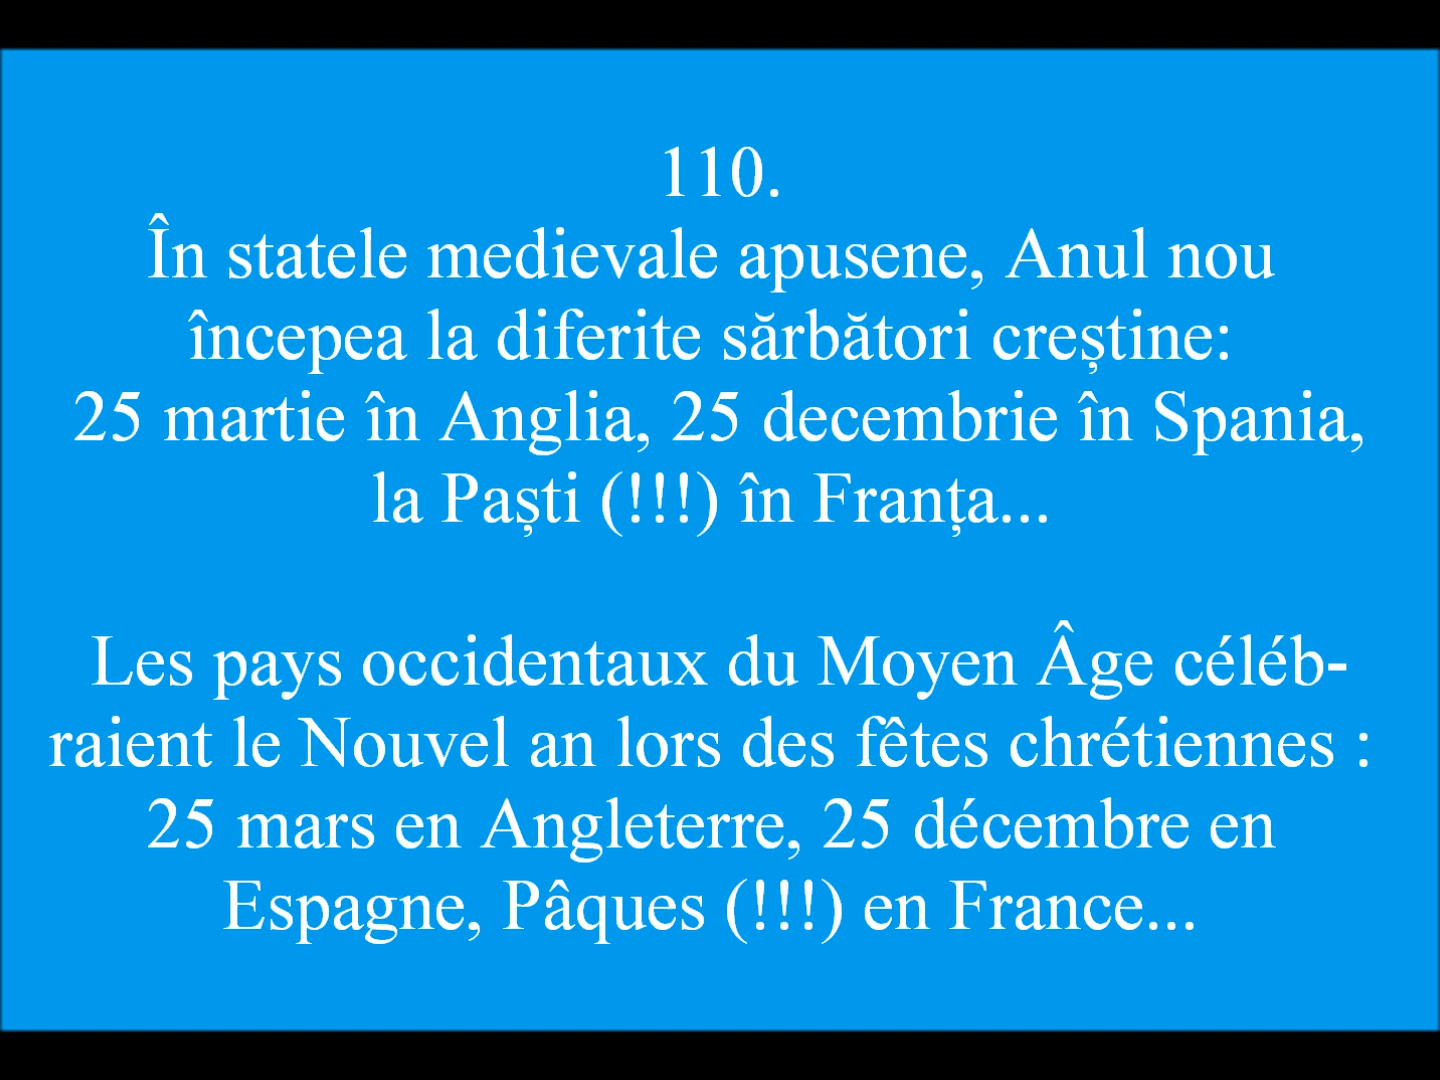 110.
În statele medievale apusene, Anul nou
începea la diferite sărbători creștine:
25 martie în Anglia, 25 decembrie în Spania,
la Paști (!!!) în Franța...
Les pays occidentaux du Moyen Âge céléb-
raient le Nouvel an lors des fêtes chrétiennes :
25 mars en Angleterre, 25 décembre en
Espagne, Pâques (!!!) en France...